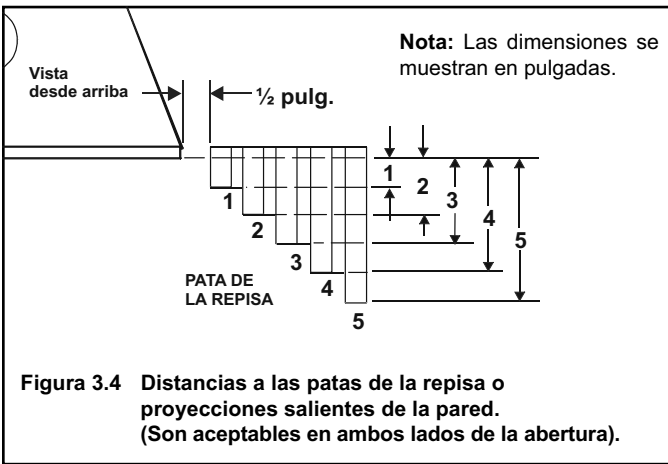 Nota: Las dimensiones se
muestran en pulgadas.
Vista
desde arriba
½ pulg.
1
2
3
4
5
1
2
3
4
5
PATA DE
LA REPISA
Figura 3.4 Distancias a las patas de la repisa o
proyecciones salientes de la pared.
(Son aceptables en ambos lados de la abertura).